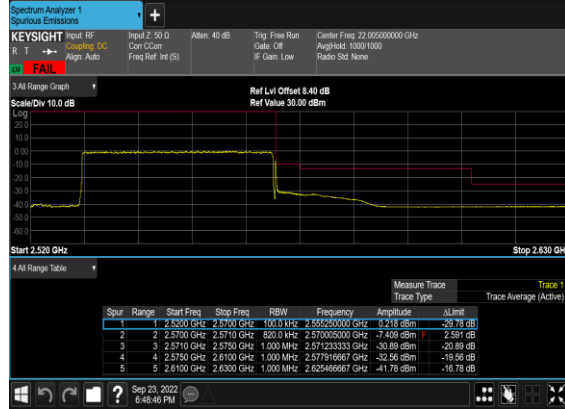 Spectrum Analyzer 1
Spurious Emissions
KEYSIGHT Input: RF Input Z: 50 Ω Atten: 40 dB Trig: Free Run Center Freq: 22.005000000 GHz
R T Coupling: DC Corr CCorr Gate: Off Avg|Hold: 1000/1000
Align: Auto Freq Ref: Int (S) IF Gain: Low Radio Std: None
LV FAIL
3 All Range Graph
Ref Lvl Offset 8.40 dB
Scale/Div 10.0 dB Ref Value 30.00 dBm
Log
20.0
10.0
0.00
-10.0
-20.0
-30.0
-40.0
-50.0
-60.0
Start 2.520 GHz Stop 2.630 GH
4 All Range Table
Measure Trace Trace 1
Trace Type Trace Average (Active)
Spur Range Start Freq Stop Freq RBW Frequency Amplitude ΔLimit
1 1 2.5200 GHz 2.5700 GHz 100.0 kHz 2.555250000 GHz 0.218 dBm -29.78 dB
2 2 2.5700 GHz 2.5710 GHz 820.0 kHz 2.570005000 GHz -7.409 dBm F 2.591 dB
3 3 2.5710 GHz 2.5750 GHz 1.000 MHz 2.571233333 GHz -30.89 dBm -20.89 dB
4 4 2.5750 GHz 2.6100 GHz 1.000 MHz 2.577916667 GHz -32.56 dBm -19.56 dB
5 5 2.6100 GHz 2.6300 GHz 1.000 MHz 2.625466667 GHz -41.78 dBm -16.78 dB
? Sep 23, 2022
6:48:46 PM